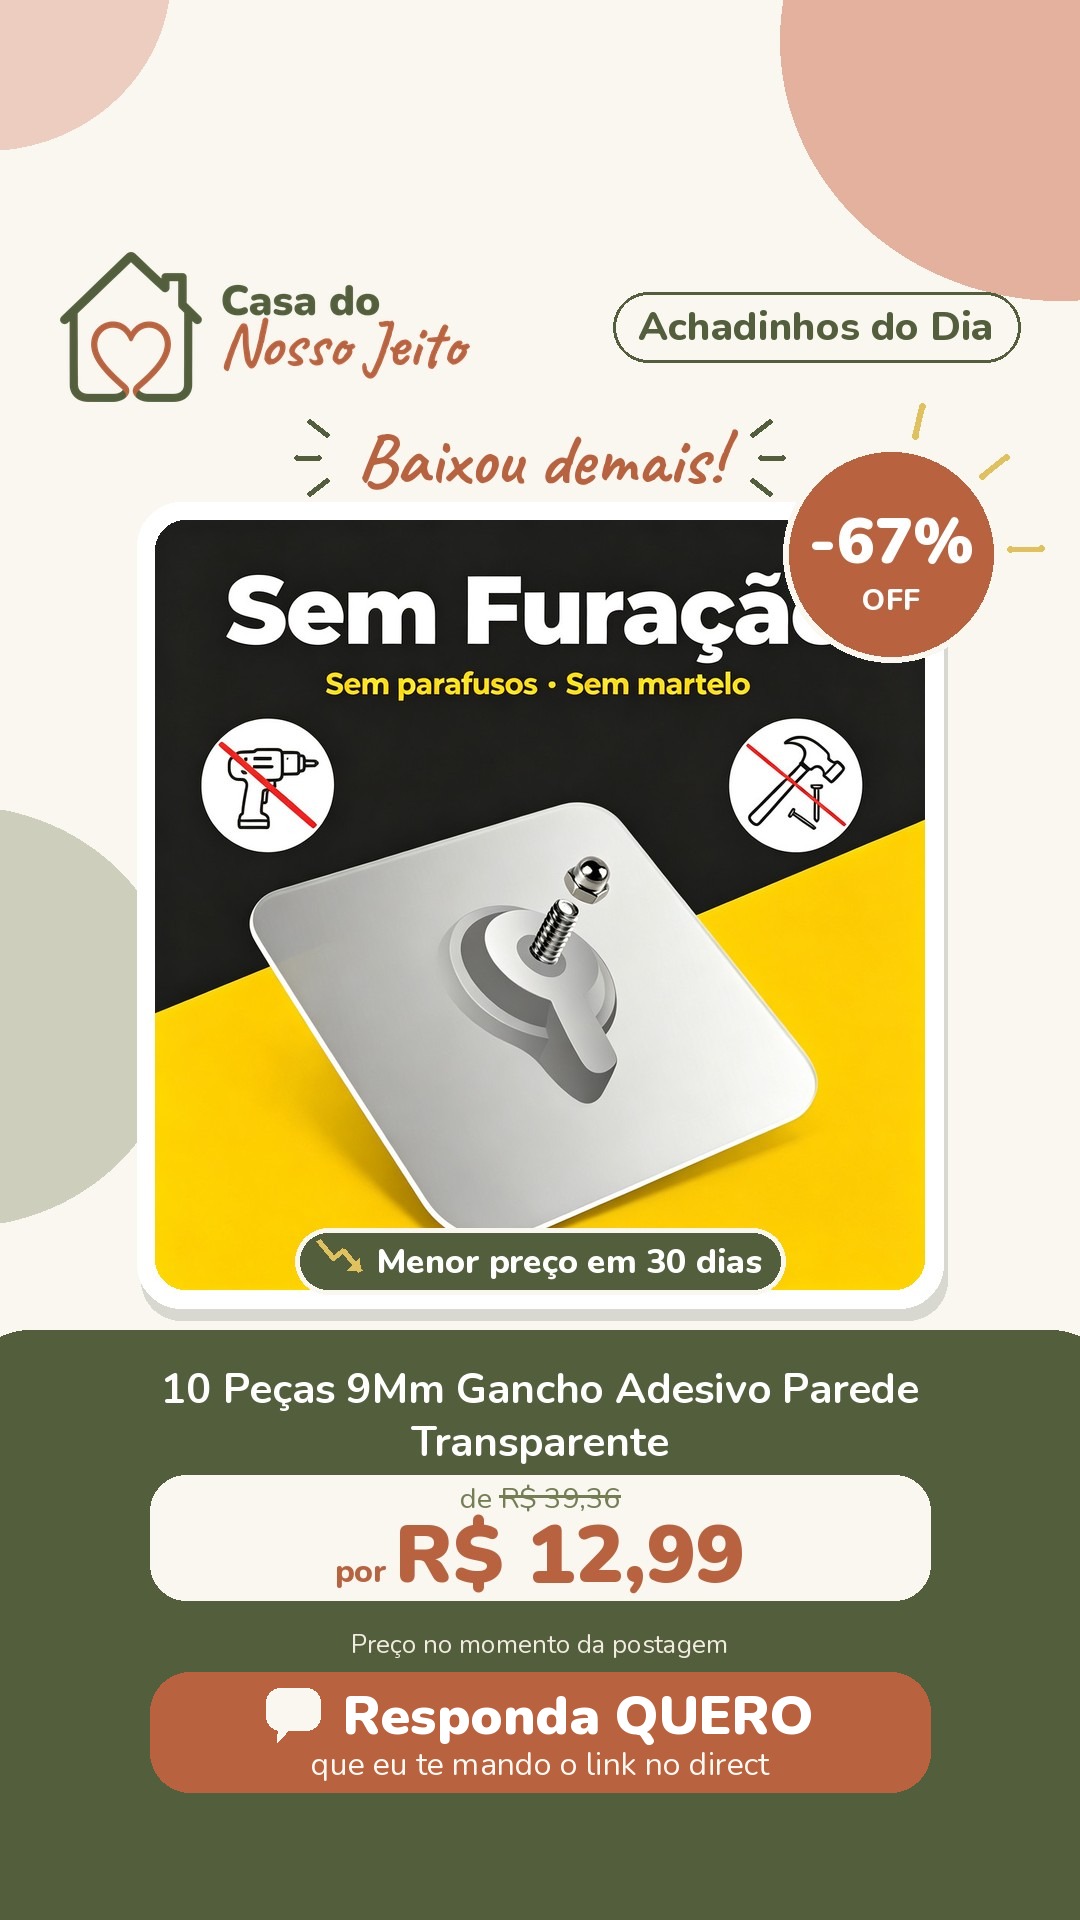 Casa do
Nosso Jeito
Achadinhos do Dia
Baixou demais!
-67%
OFF
Sem Furação
Sem parafusos • Sem martelo
Menor preço em 30 dias
10 Peças 9Mm Gancho Adesivo Parede
Transparente
de R$ 39,36
por R$ 12,99
Preço no momento da postagem
Responda QUERO
que eu te mando o link no direct